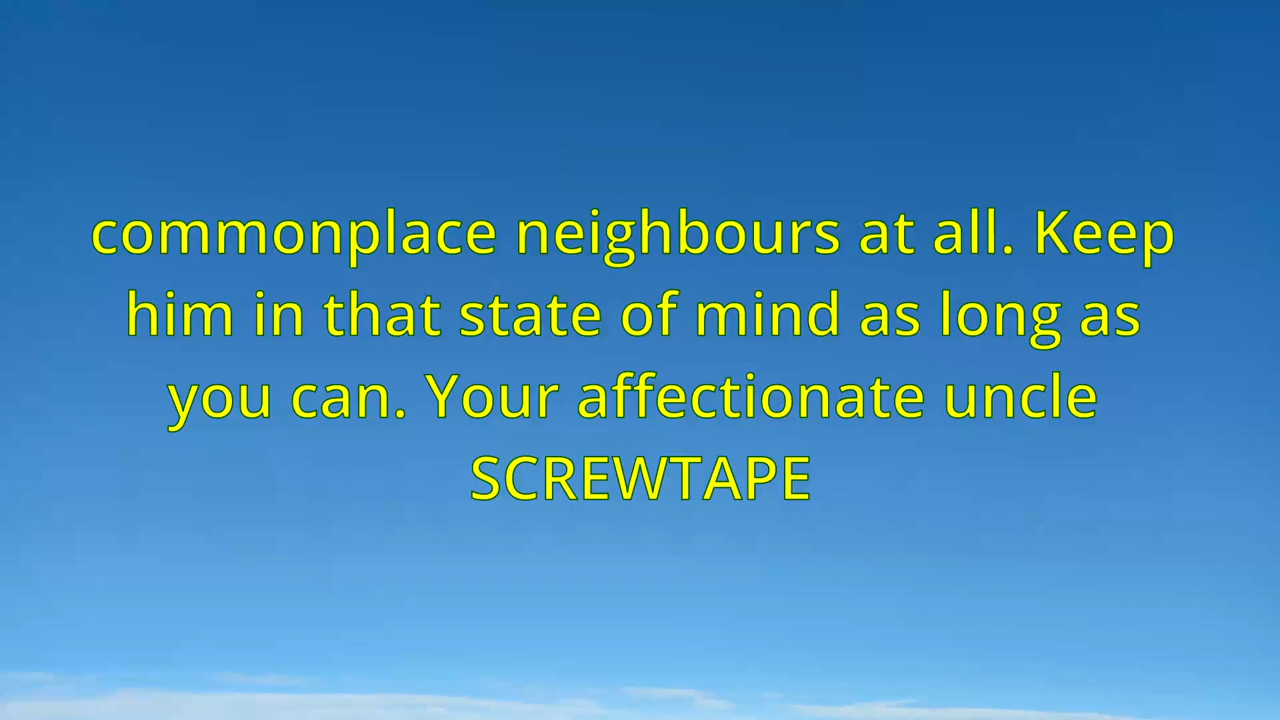 commonplace neighbours at all. Keep
him in that state of mind as long as
you can. Your affectionate uncle
SCREWTAPE